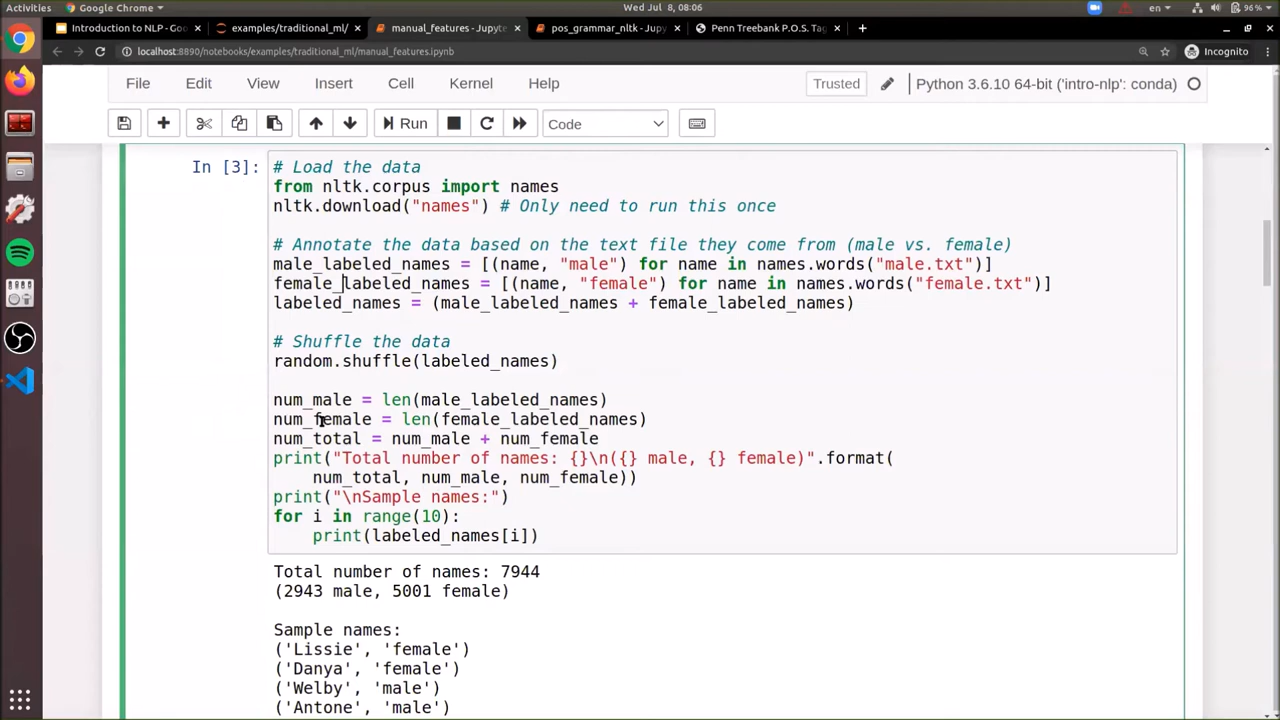 Activities
Google Chrome
Wed Jul 8, 08:06
en
96 %
Introduction to NLP - Goo
examples/traditional_ml/
manual_features - Jupyte
pos_grammar_nltk - Jupy
Penn Treebank P.O.S. Tag
localhost:8890/notebooks/examples/traditional_ml/manual_features.ipynb
Incognito
File Edit View Insert Cell Kernel Help
Trusted
Python 3.6.10 64-bit ('intro-nlp': conda)
Run
Code
In [3]:
# Load the data
from nltk.corpus import names
nltk.download("names") # Only need to run this once
# Annotate the data based on the text file they come from (male vs. female)
male_labeled_names = [(name, "male") for name in names.words("male.txt")]
female_labeled_names = [(name, "female") for name in names.words("female.txt")]
labeled_names = (male_labeled_names + female_labeled_names)
# Shuffle the data
random.shuffle(labeled_names)
num_male = len(male_labeled_names)
num_female = len(female_labeled_names)
num_total = num_male + num_female
print("Total number of names: {}\n({} male, {} female)".format(
num_total, num_male, num_female))
print("\nSample names:")
for i in range(10):
print(labeled_names[i])
Total number of names: 7944
(2943 male, 5001 female)
Sample names:
('Lissie', 'female')
('Danya', 'female')
('Welby', 'male')
('Antone', 'male')